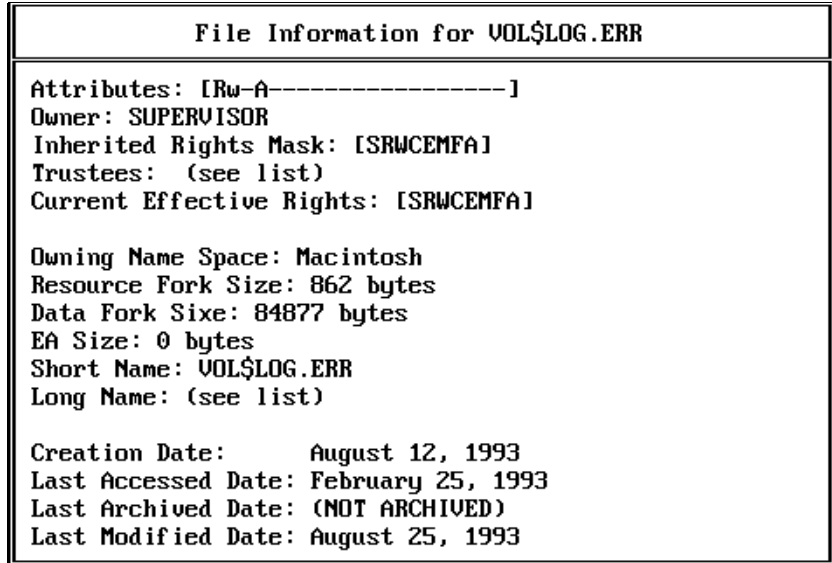 File Information for VOL$LOG.ERR
Attributes: [Rw-A-----------------]
Owner: SUPERVISOR
Inherited Rights Mask: [SRWCEMFA]
Trustees:  (see list)
Current Effective Rights: [SRWCEMFA]
Owning Name Space: Macintosh
Resource Fork Size: 862 bytes
Data Fork Sixe: 84877 bytes
EA Size: 0 bytes
Short Name: VOL$LOG.ERR
Long Name: (see list)
Creation Date:      August 12, 1993
Last Accessed Date: February 25, 1993
Last Archived Date: (NOT ARCHIVED)
Last Modified Date: August 25, 1993